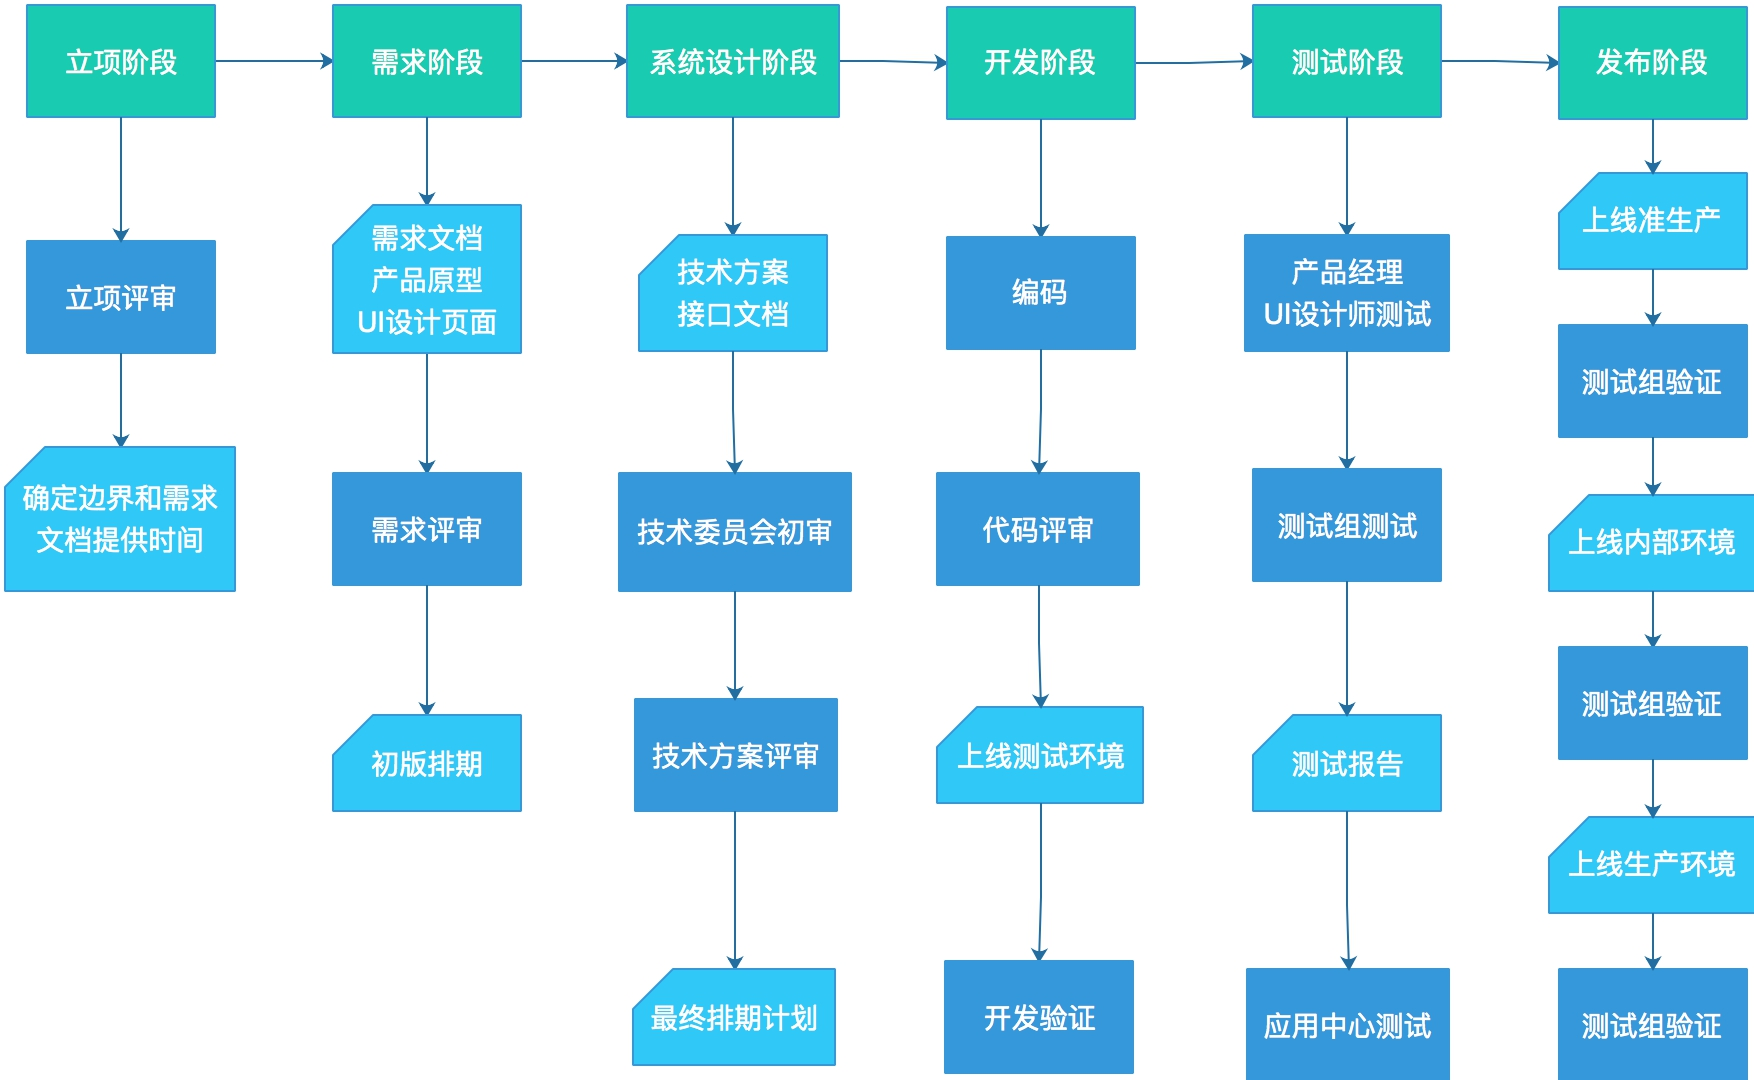 立项阶段
需求阶段
系统设计阶段
开发阶段
测试阶段
发布阶段
立项评审
确定边界和需求
文档提供时间
需求文档
产品原型
UI设计页面
需求评审
初版排期
技术方案
接口文档
技术委员会初审
技术方案评审
最终排期计划
编码
代码评审
上线测试环境
开发验证
产品经理
UI设计师测试
测试组测试
测试报告
应用中心测试
上线准生产
测试组验证
上线内部环境
测试组验证
上线生产环境
测试组验证